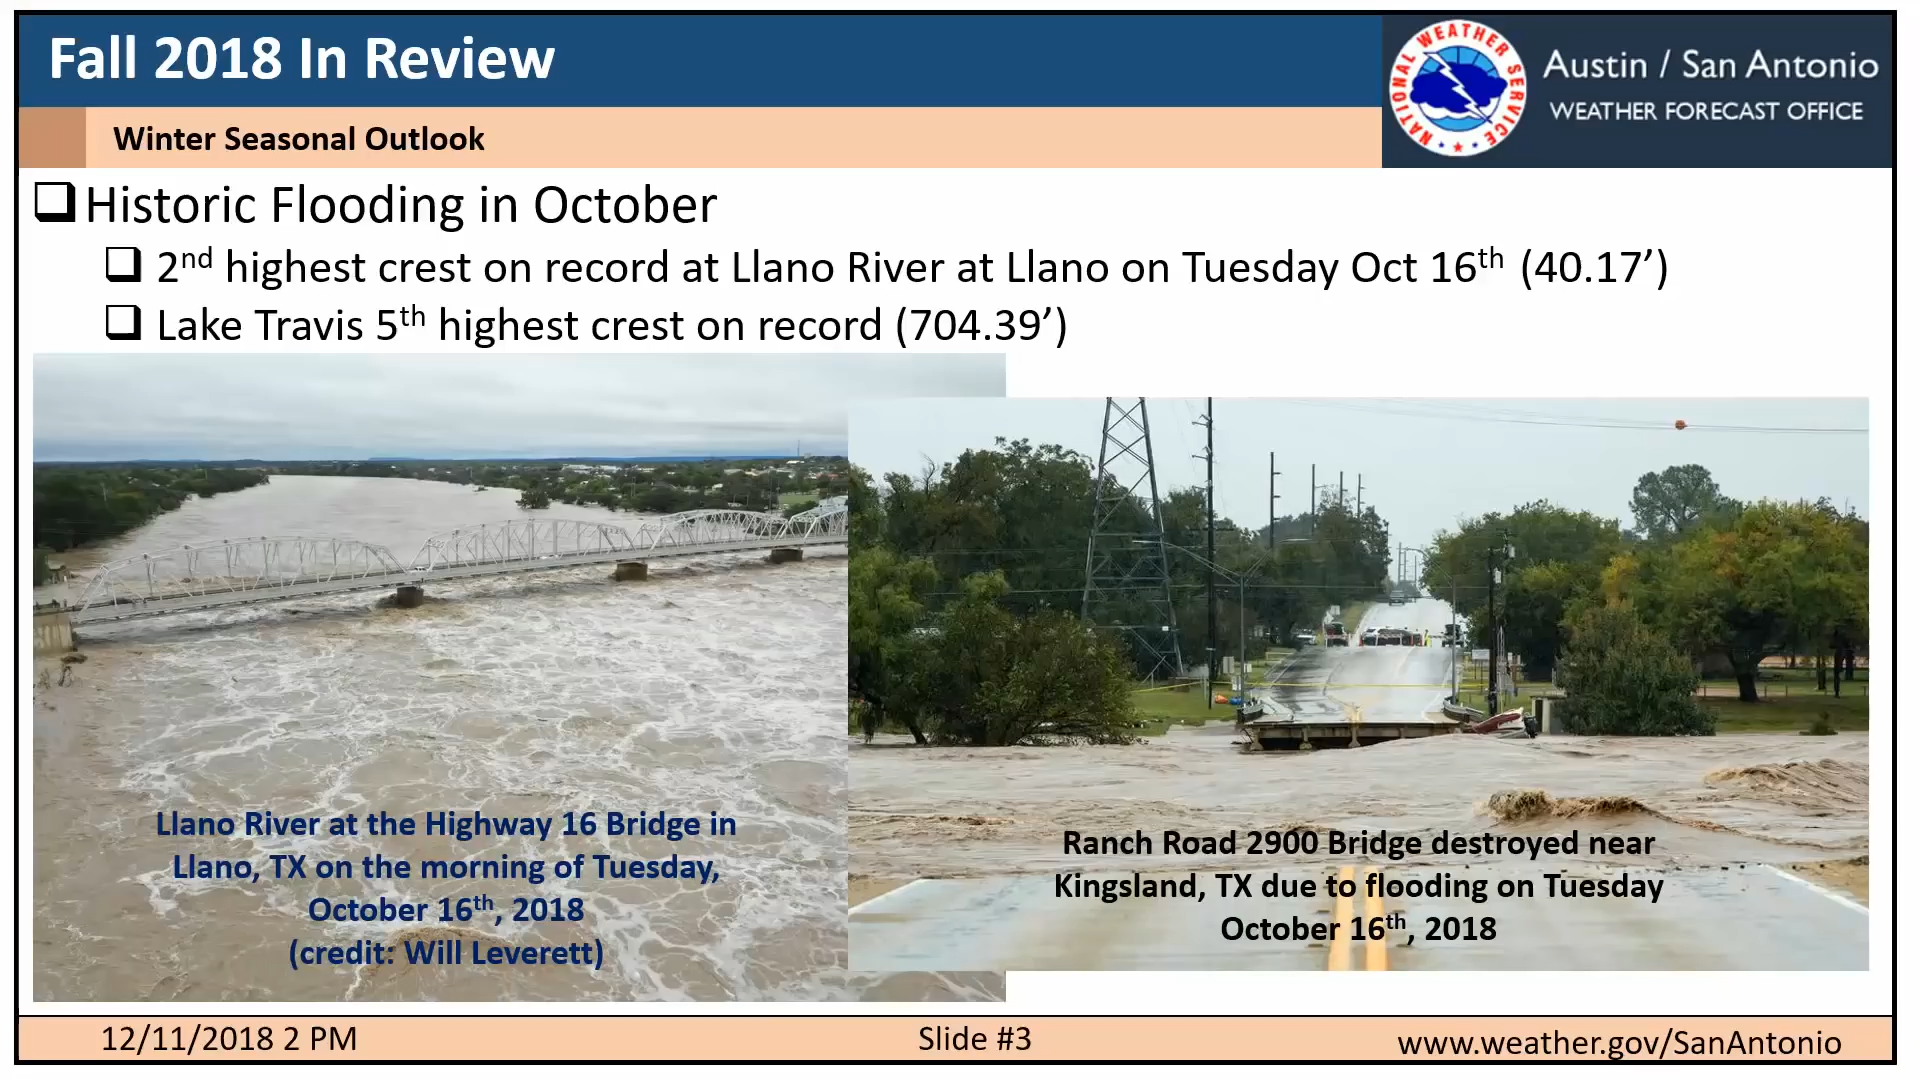 Fall 2018 In Review
Winter Seasonal Outlook
NATIONAL WEATHER SERVICE
Austin / San Antonio
WEATHER FORECAST OFFICE
Historic Flooding in October
2nd highest crest on record at Llano River at Llano on Tuesday Oct 16th (40.17’)
Lake Travis 5th highest crest on record (704.39’)
Llano River at the Highway 16 Bridge in
Llano, TX on the morning of Tuesday,
October 16th, 2018
(credit: Will Leverett)
Ranch Road 2900 Bridge destroyed near
Kingsland, TX due to flooding on Tuesday
October 16th, 2018
12/11/2018 2 PM
Slide #3
www.weather.gov/SanAntonio